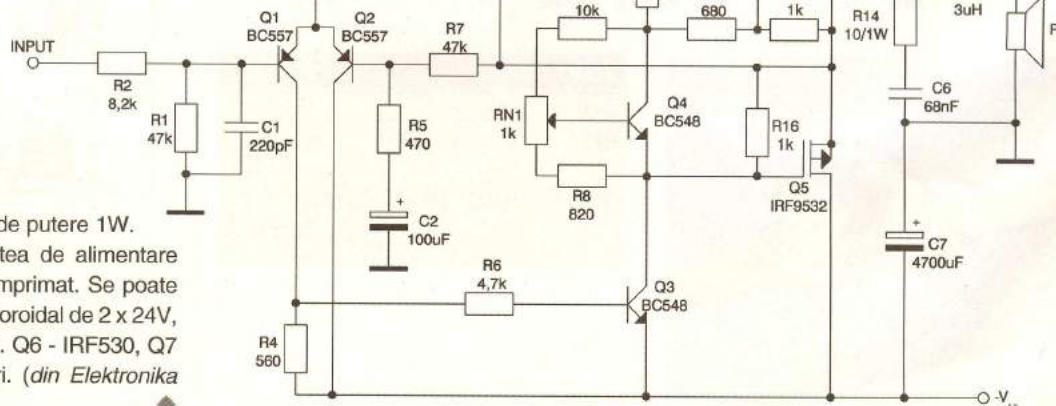 Q1
BC557
Q2
BC557
INPUT
R2
8,2k
R1
47k
C1
220pF
R7
47k
R5
470
C2
100uF
+
10k
680
1k
R14
10/1W
3uH
C6
68nF
RN1
1k
Q4
BC548
R16
1k
R8
820
Q5
IRF9532
+
C7
4700uF
R6
4,7k
Q3
BC548
R4
560
de putere 1W.
tea de alimentare
mprimat. Se poate
oroidal de 2 x 24V,
. Q6 - IRF530, Q7
ri. (din Elektronika